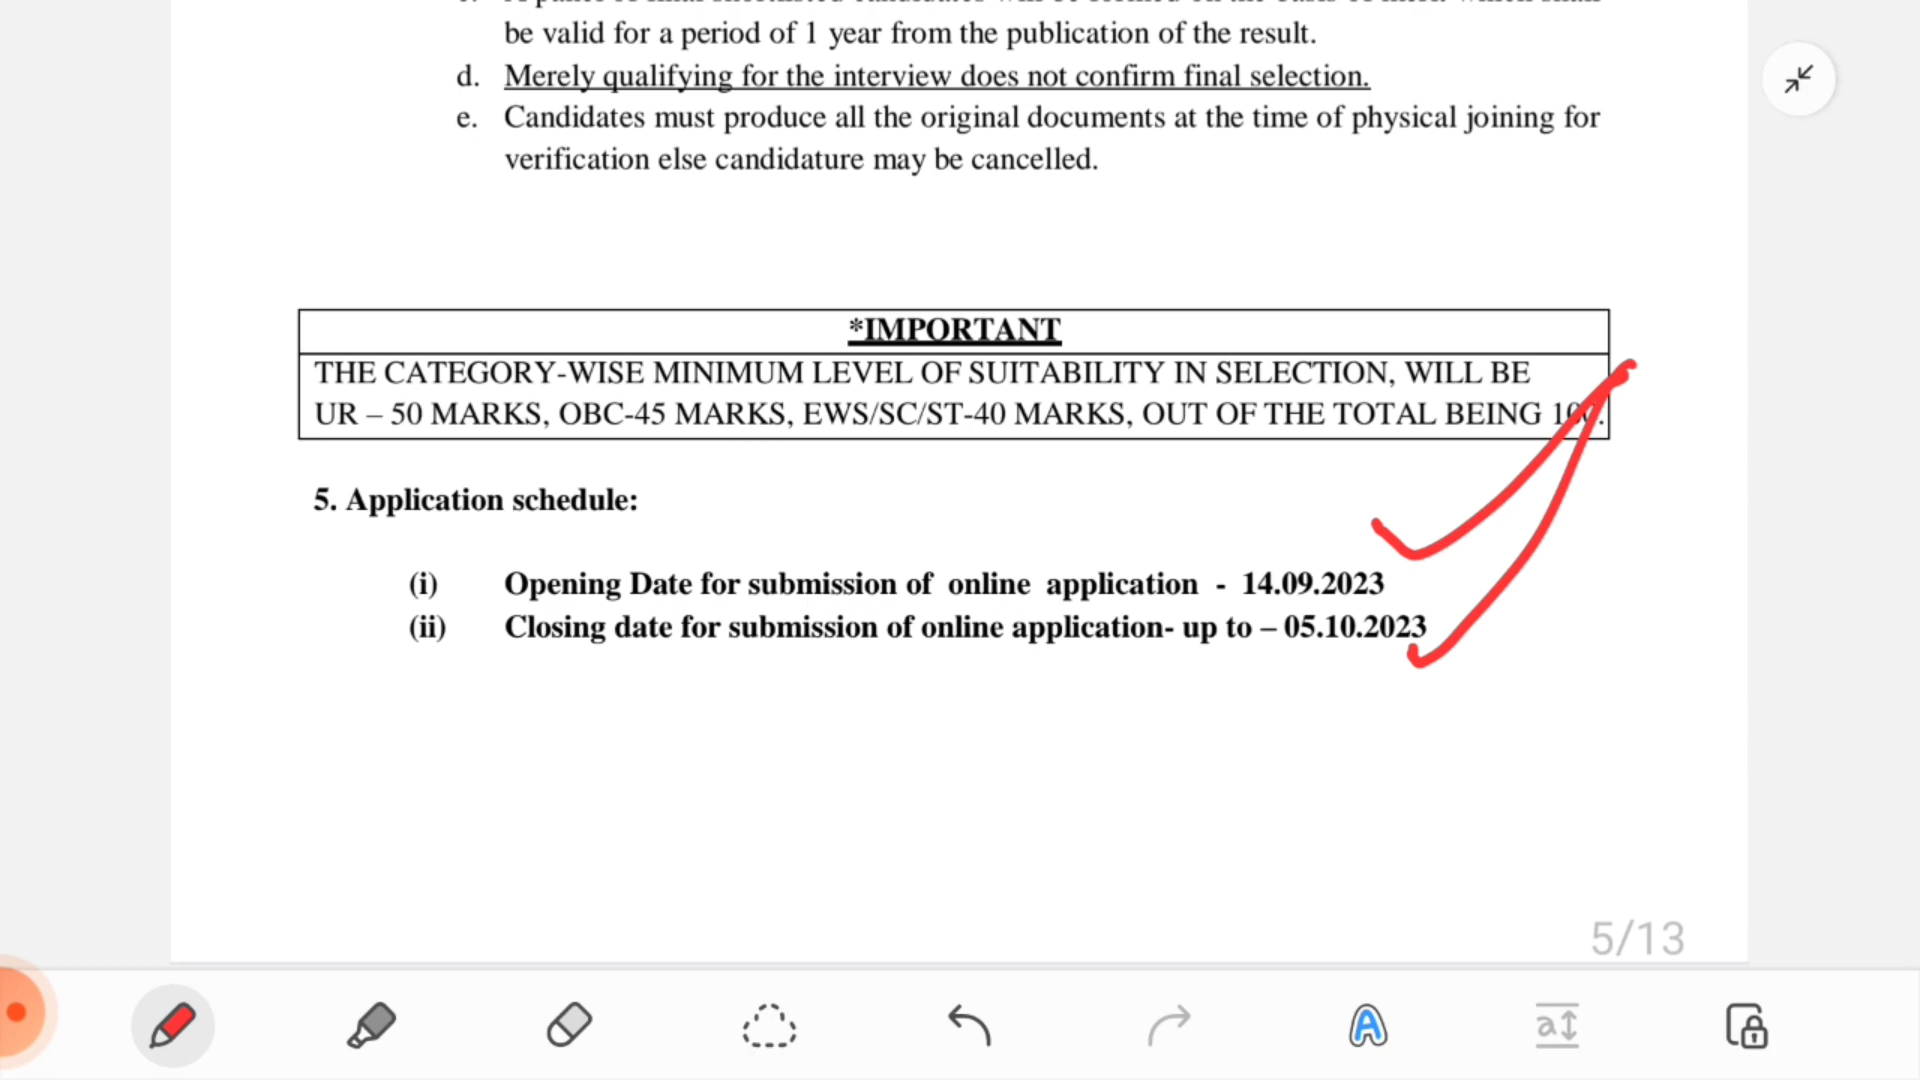 be valid for a period of 1 year from the publication of the result.
d. Merely qualifying for the interview does not confirm final selection.
e. Candidates must produce all the original documents at the time of physical joining for
verification else candidature may be cancelled.
*IMPORTANT
THE CATEGORY-WISE MINIMUM LEVEL OF SUITABILITY IN SELECTION, WILL BE
UR – 50 MARKS, OBC-45 MARKS, EWS/SC/ST-40 MARKS, OUT OF THE TOTAL BEING 100.
5. Application schedule:
(i) Opening Date for submission of online application - 14.09.2023
(ii) Closing date for submission of online application- up to – 05.10.2023
5/13
A
a